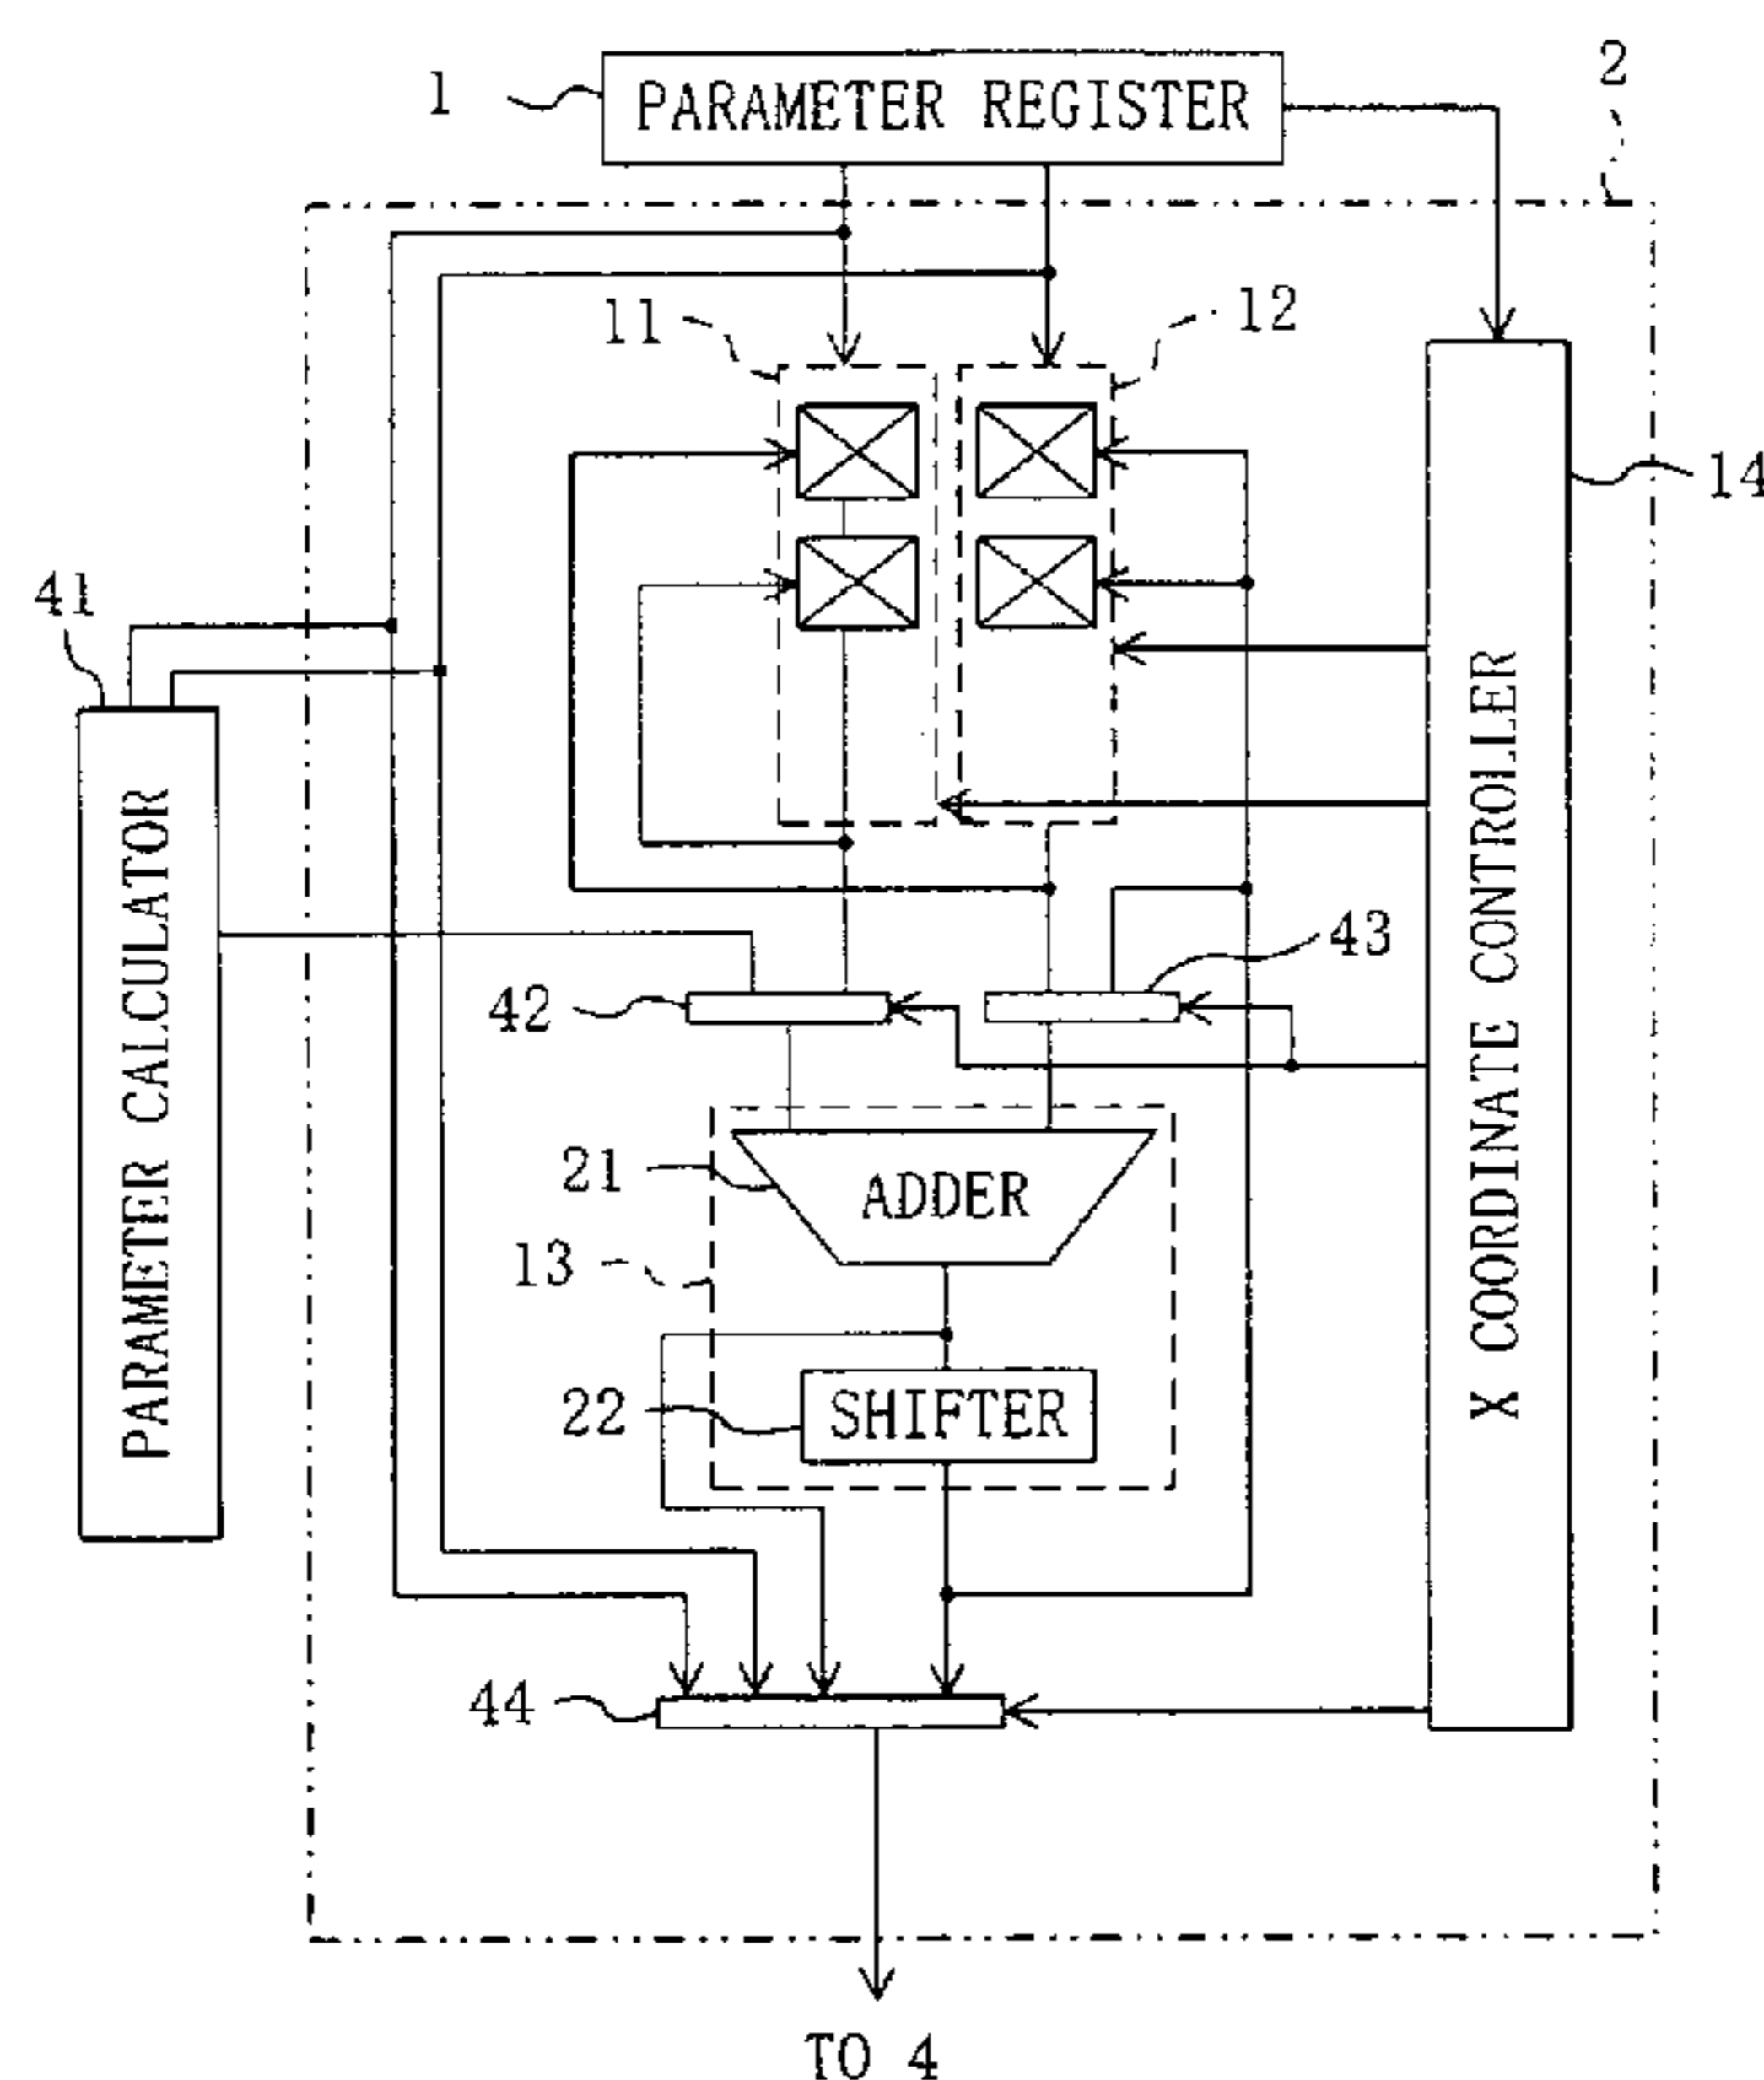 1
PARAMETER REGISTER
2
11
12
14
41
PARAMETER CALCULATOR
X COORDINATE CONTROLLER
42
43
21
ADDER
13
22
SHIFTER
44
TO 4